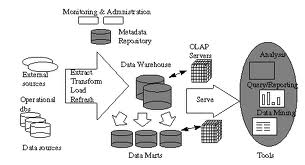 Monitoring & Administration
Metadata
Repository
OLAP
Servers
Data Warehouse
Analysis
External
sources
Extract
Transform
Load
Refresh
Query/Reporting
Serve
Operational
dbs
Data Mining
Data sources
Data Marts
Tools